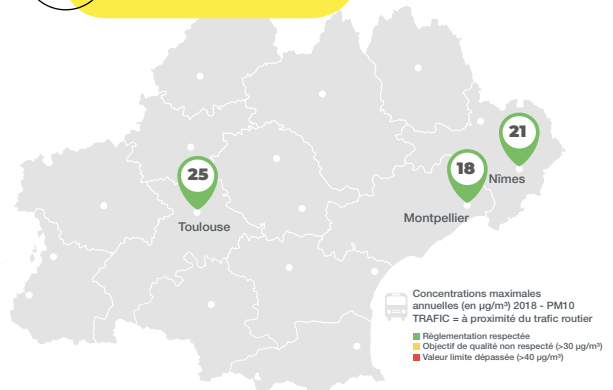 21
18
25
Nîmes
Montpellier
Toulouse
Concentrations maximales
annuelles (en µg/m³) 2018 - PM10
TRAFIC = à proximité du trafic routier
Règlementation respectée
Objectif de qualité non respecté (>30 µg/m³)
Valeur limite dépassée (>40 µg/m³)